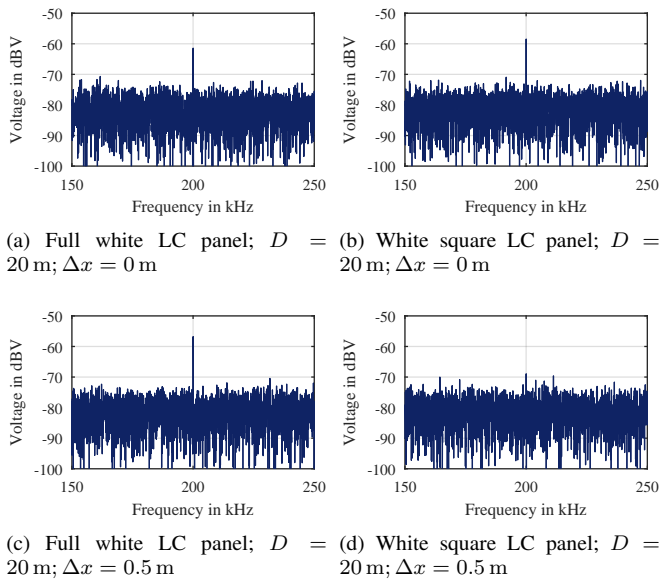 -50
-60
-70
-80
-90
-100
150
200
250
Voltage in dBV
Frequency in kHz
(a) Full white LC panel; D =
20 m; Δx = 0 m
-50
-60
-70
-80
-90
-100
150
200
250
Voltage in dBV
Frequency in kHz
(b) White square LC panel; D =
20 m; Δx = 0 m
-50
-60
-70
-80
-90
-100
150
200
250
Voltage in dBV
Frequency in kHz
(c) Full white LC panel; D =
20 m; Δx = 0.5 m
-50
-60
-70
-80
-90
-100
150
200
250
Voltage in dBV
Frequency in kHz
(d) White square LC panel; D =
20 m; Δx = 0.5 m